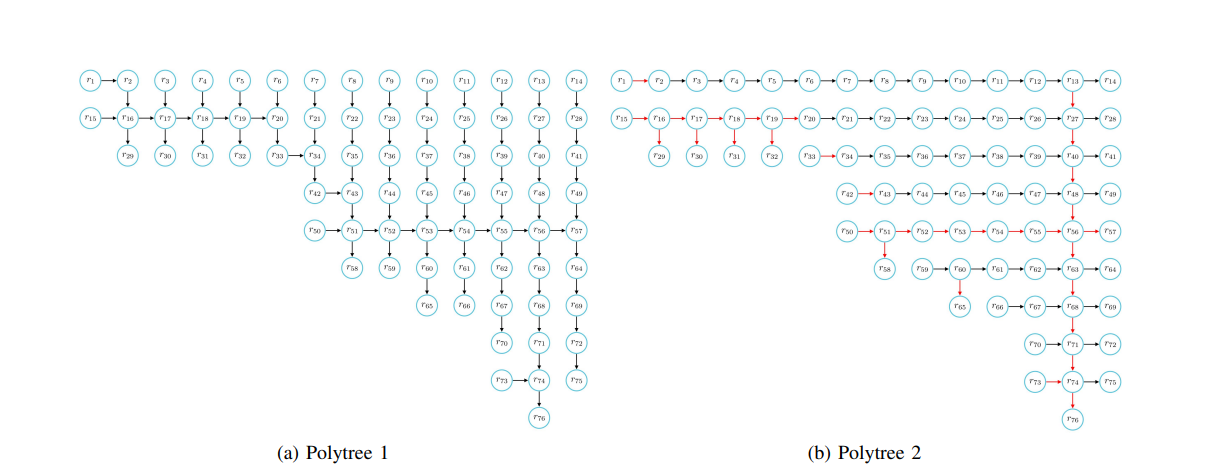 r1 r2 r3 r4 r5 r6 r7 r8 r9 r10 r11 r12 r13 r14 r1 r2 r3 r4 r5 r6 r7 r8 r9 r10 r11 r12 r13 r14
r15 r16 r17 r18 r19 r20 r21 r22 r23 r24 r25 r26 r27 r28 r15 r16 r17 r18 r19 r20 r21 r22 r23 r24 r25 r26 r27 r28
r29 r30 r31 r32 r33 r34 r35 r36 r37 r38 r39 r40 r41 r29 r30 r31 r32 r33 r34 r35 r36 r37 r38 r39 r40 r41
r42 r43 r44 r45 r46 r47 r48 r49 r42 r43 r44 r45 r46 r47 r48 r49
r50 r51 r52 r53 r54 r55 r56 r57 r50 r51 r52 r53 r54 r55 r56 r57
r58 r59 r60 r61 r62 r63 r64 r58 r59 r60 r61 r62 r63 r64
r65 r66 r67 r68 r69 r65 r66 r67 r68 r69
r70 r71 r72 r70 r71 r72
r73 r74 r75 r73 r74 r75
r76 r76
(a) Polytree 1 (b) Polytree 2